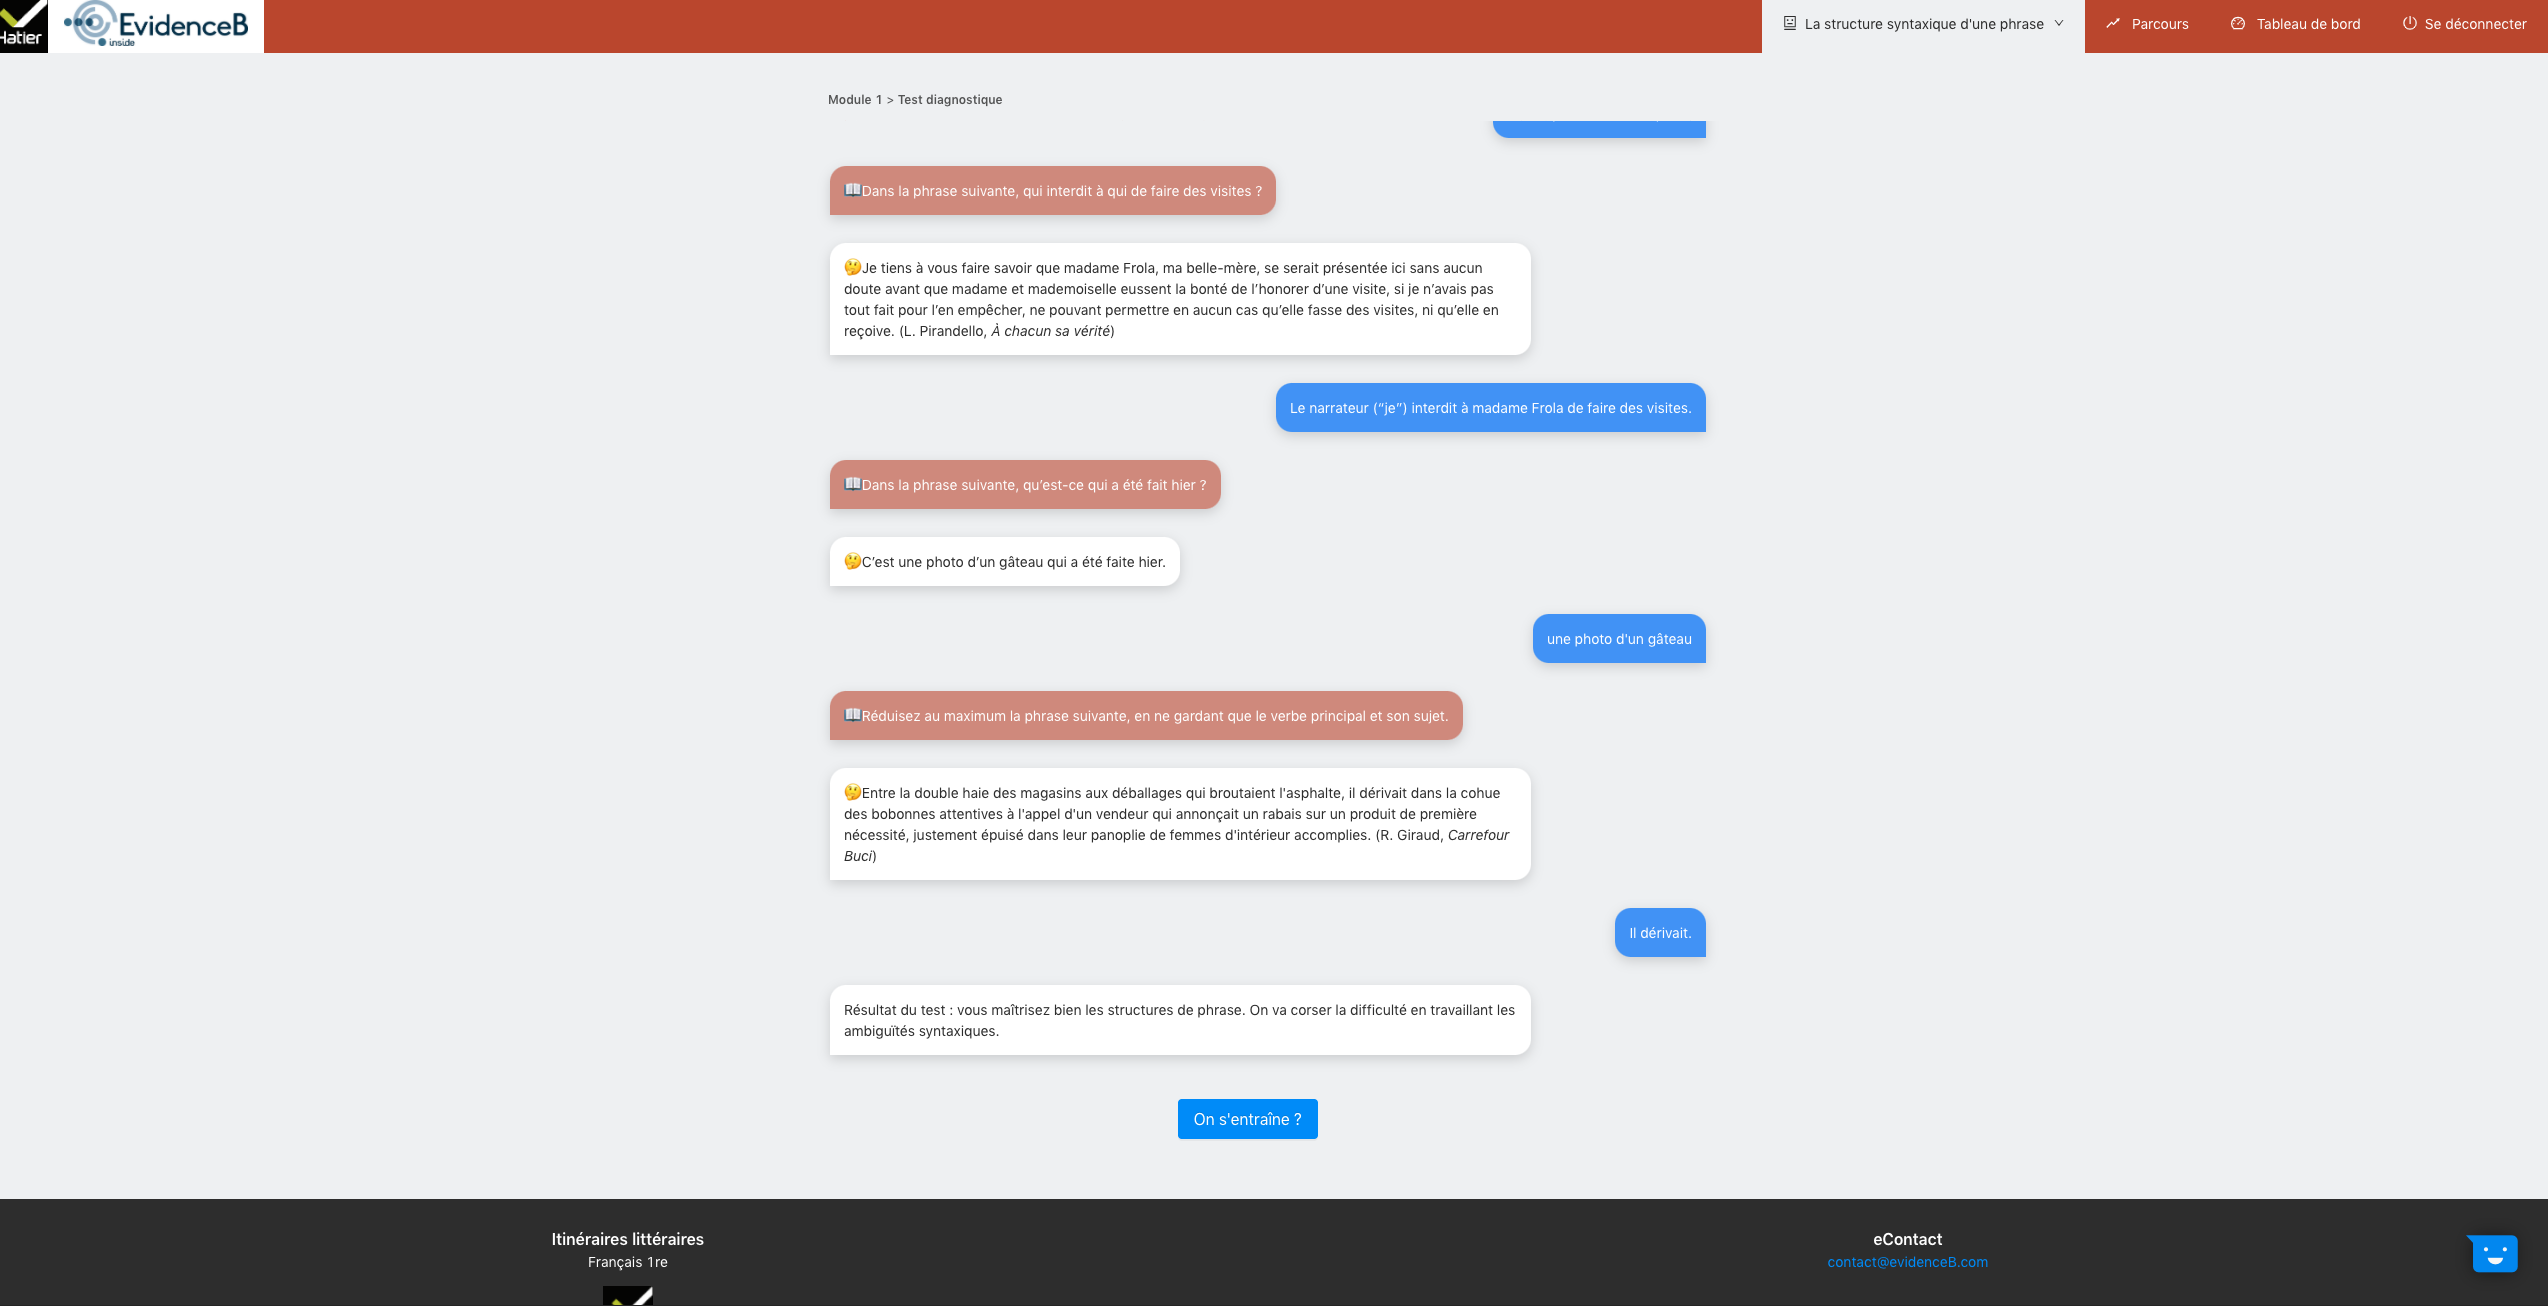 Hatier
EvidenceB
inside
La structure syntaxique d'une phrase
Parcours
Tableau de bord
Se déconnecter
Module 1 > Test diagnostique
Dans la phrase suivante, qui interdit à qui de faire des visites ?
Je tiens à vous faire savoir que madame Frola, ma belle-mère, se serait présentée ici sans aucun
doute avant que madame et mademoiselle eussent la bonté de l’honorer d’une visite, si je n’avais pas
tout fait pour l’en empêcher, ne pouvant permettre en aucun cas qu’elle fasse des visites, ni qu’elle en
reçoive. (L. Pirandello, À chacun sa vérité)
Le narrateur (“je”) interdit à madame Frola de faire des visites.
Dans la phrase suivante, qu’est-ce qui a été fait hier ?
C’est une photo d’un gâteau qui a été faite hier.
une photo d'un gâteau
Réduisez au maximum la phrase suivante, en ne gardant que le verbe principal et son sujet.
Entre la double haie des magasins aux déballages qui broutaient l'asphalte, il dérivait dans la cohue
des bobonnes attentives à l'appel d'un vendeur qui annonçait un rabais sur un produit de première
nécessité, justement épuisé dans leur panoplie de femmes d'intérieur accomplies. (R. Giraud, Carrefour
Buci)
Il dérivait.
Résultat du test : vous maîtrisez bien les structures de phrase. On va corser la difficulté en travaillant les
ambiguïtés syntaxiques.
On s'entraîne ?
Itinéraires littéraires
Français 1re
eContact
contact@evidenceB.com